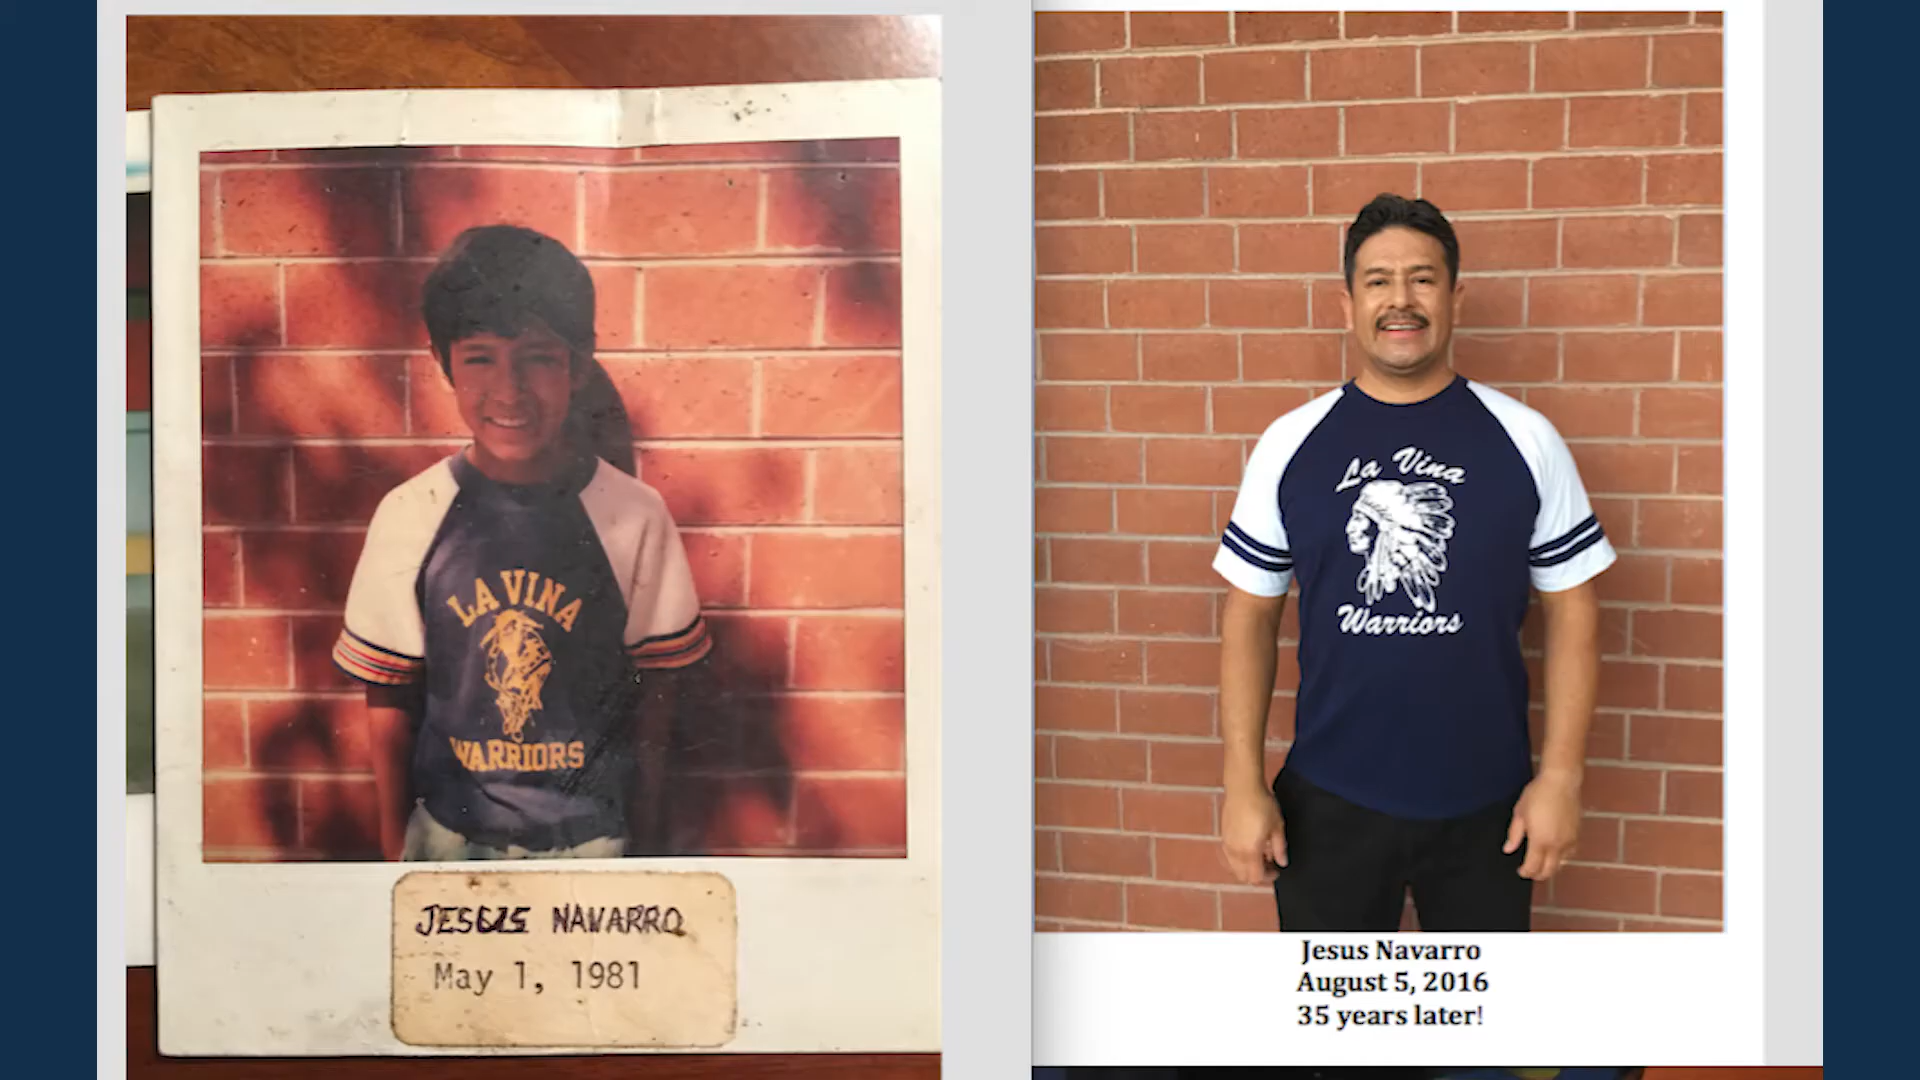 LA VINA
WARRIORS
JESUS NAVARRO
May 1, 1981
La Vina
Warriors
Jesus Navarro
August 5, 2016
35 years later!